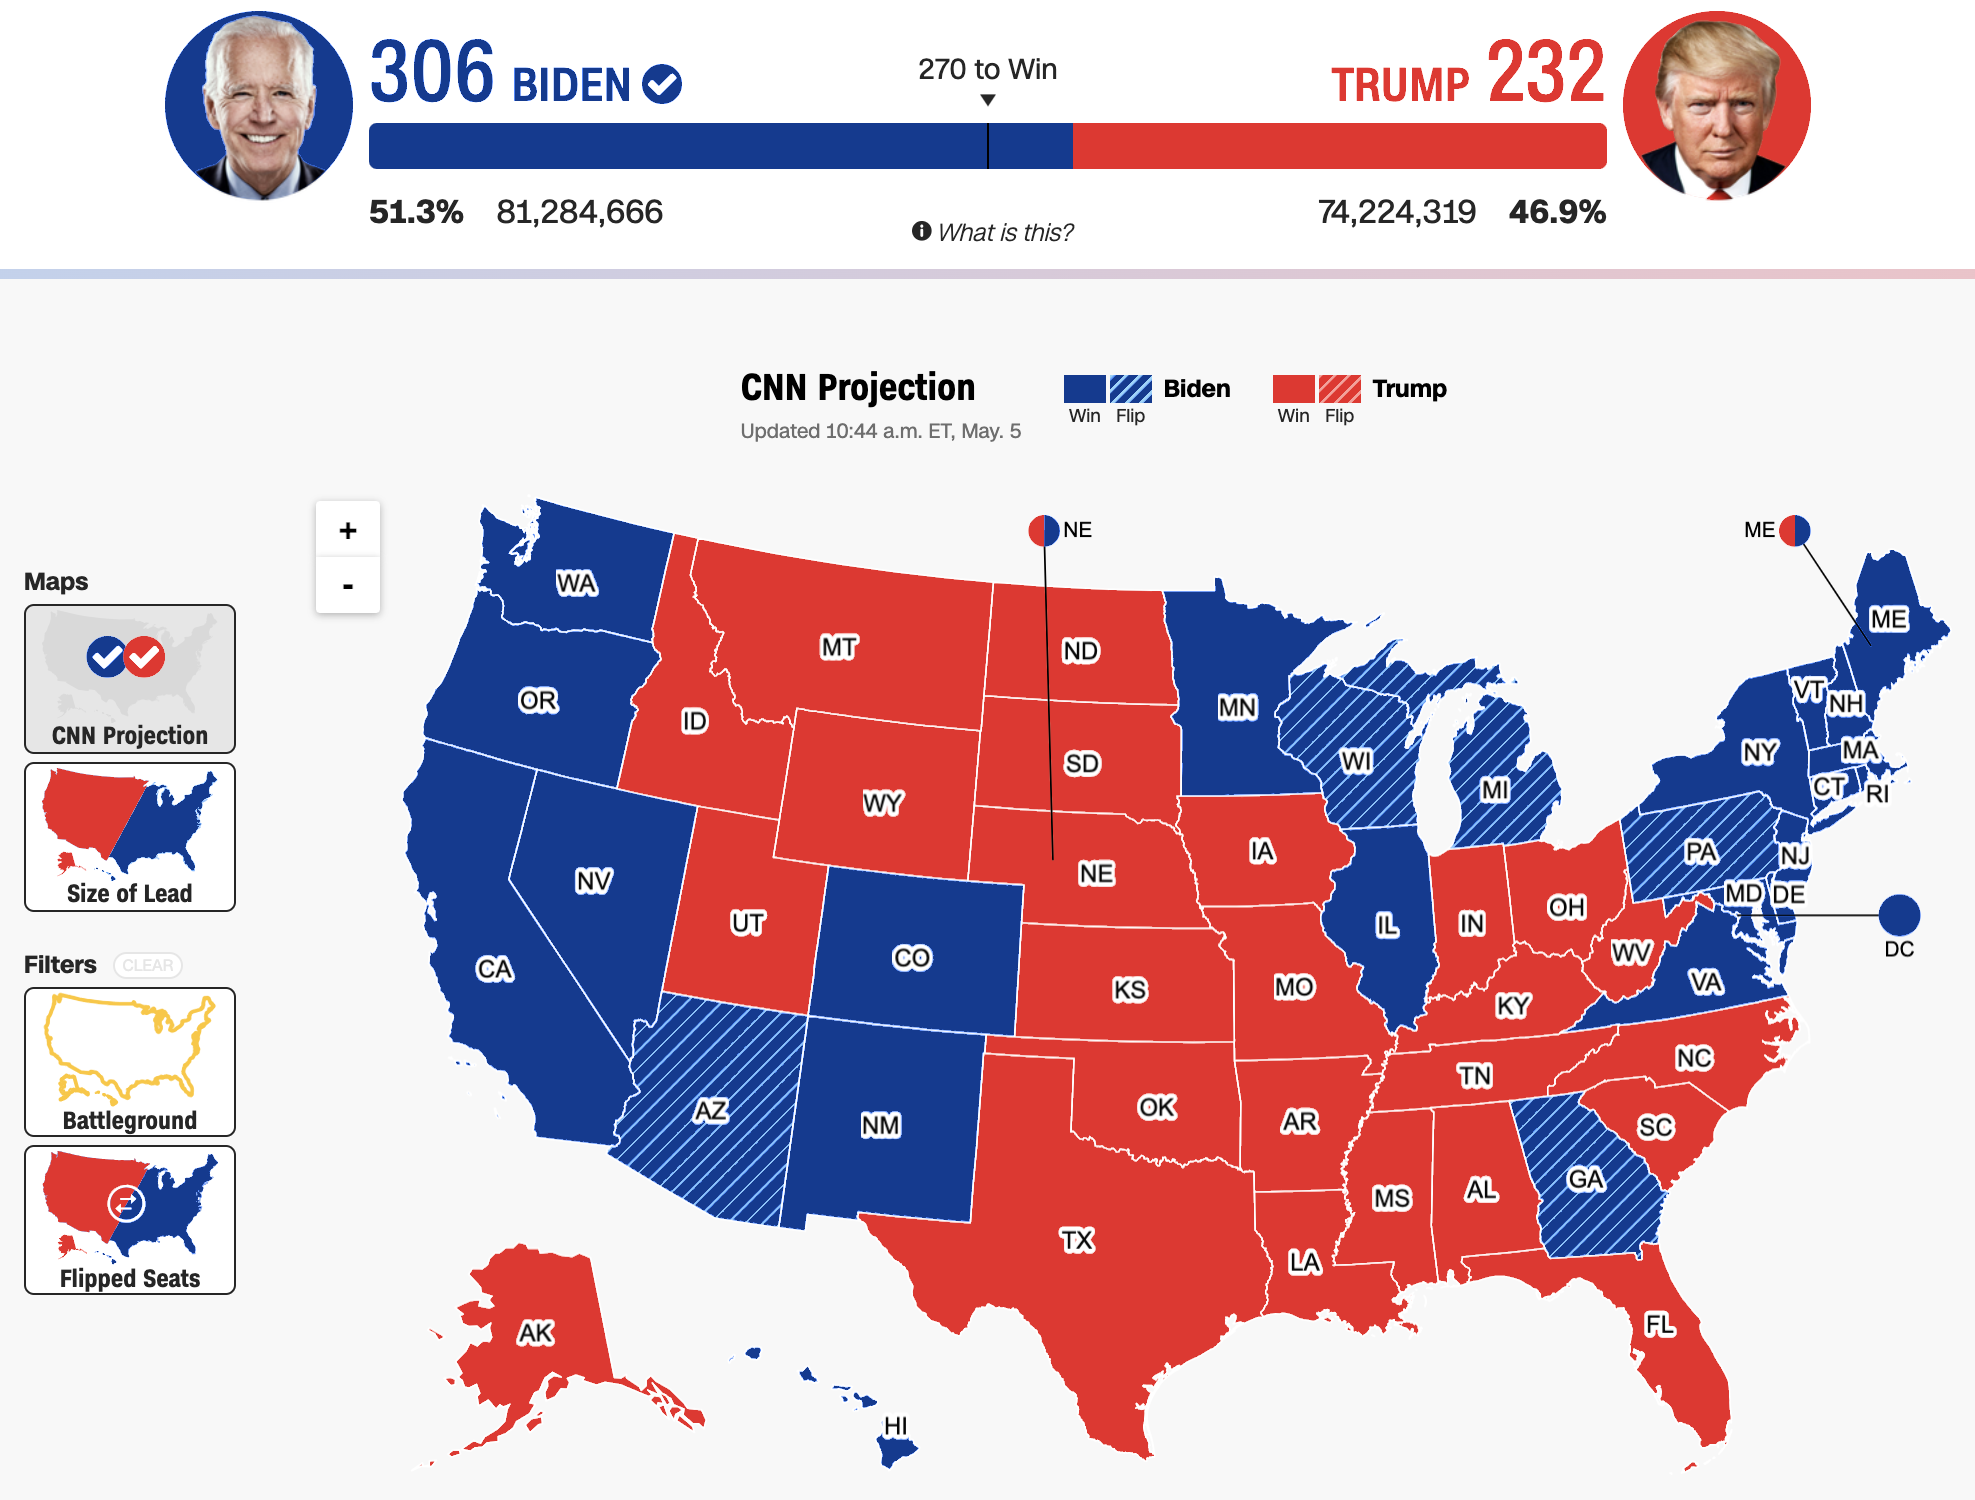 306 BIDEN
270 to Win
TRUMP 232
51.3% 81,284,666
What is this?
74,224,319 46.9%
CNN Projection
Updated 10:44 a.m. ET, May. 5
Win Flip Biden
Win Flip Trump
+
-
Maps
CNN Projection
Size of Lead
Filters CLEAR
Battleground
Flipped Seats
NE
ME
WA
ME
MT
ND
VT
NH
OR
MN
ID
NY
MA
WI
SD
CT
RI
MI
WY
IA
PA
NJ
NE
NV
MD
DE
OH
UT
IL
IN
DC
WV
CO
CA
VA
KS
MO
KY
NC
TN
AZ
OK
AR
NM
SC
GA
AL
MS
TX
LA
FL
AK
HI